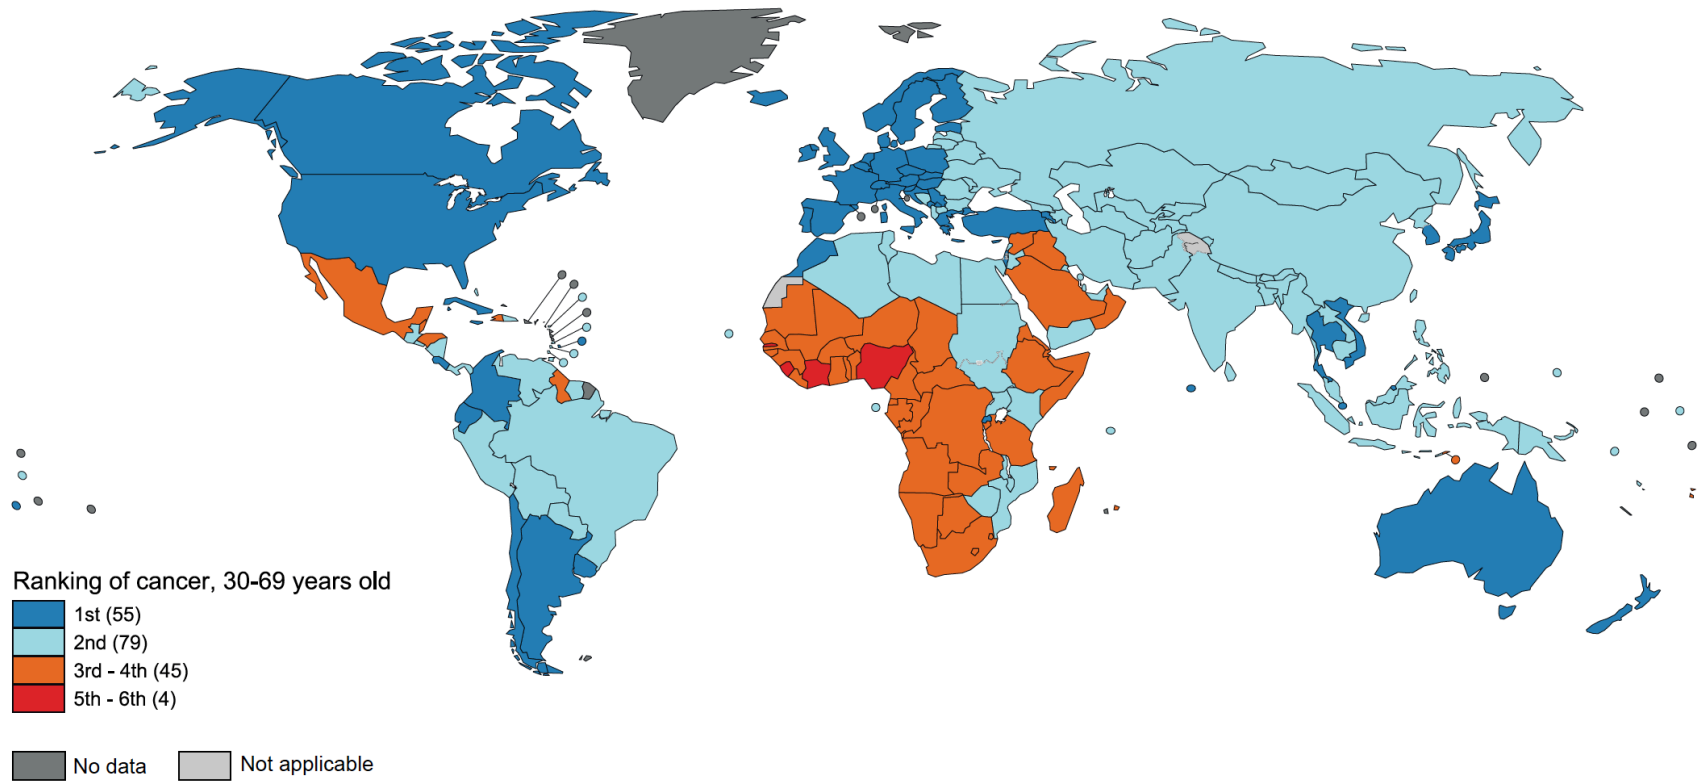 Ranking of cancer, 30-69 years old
1st (55)
2nd (79)
3rd - 4th (45)
5th - 6th (4)
No data
Not applicable